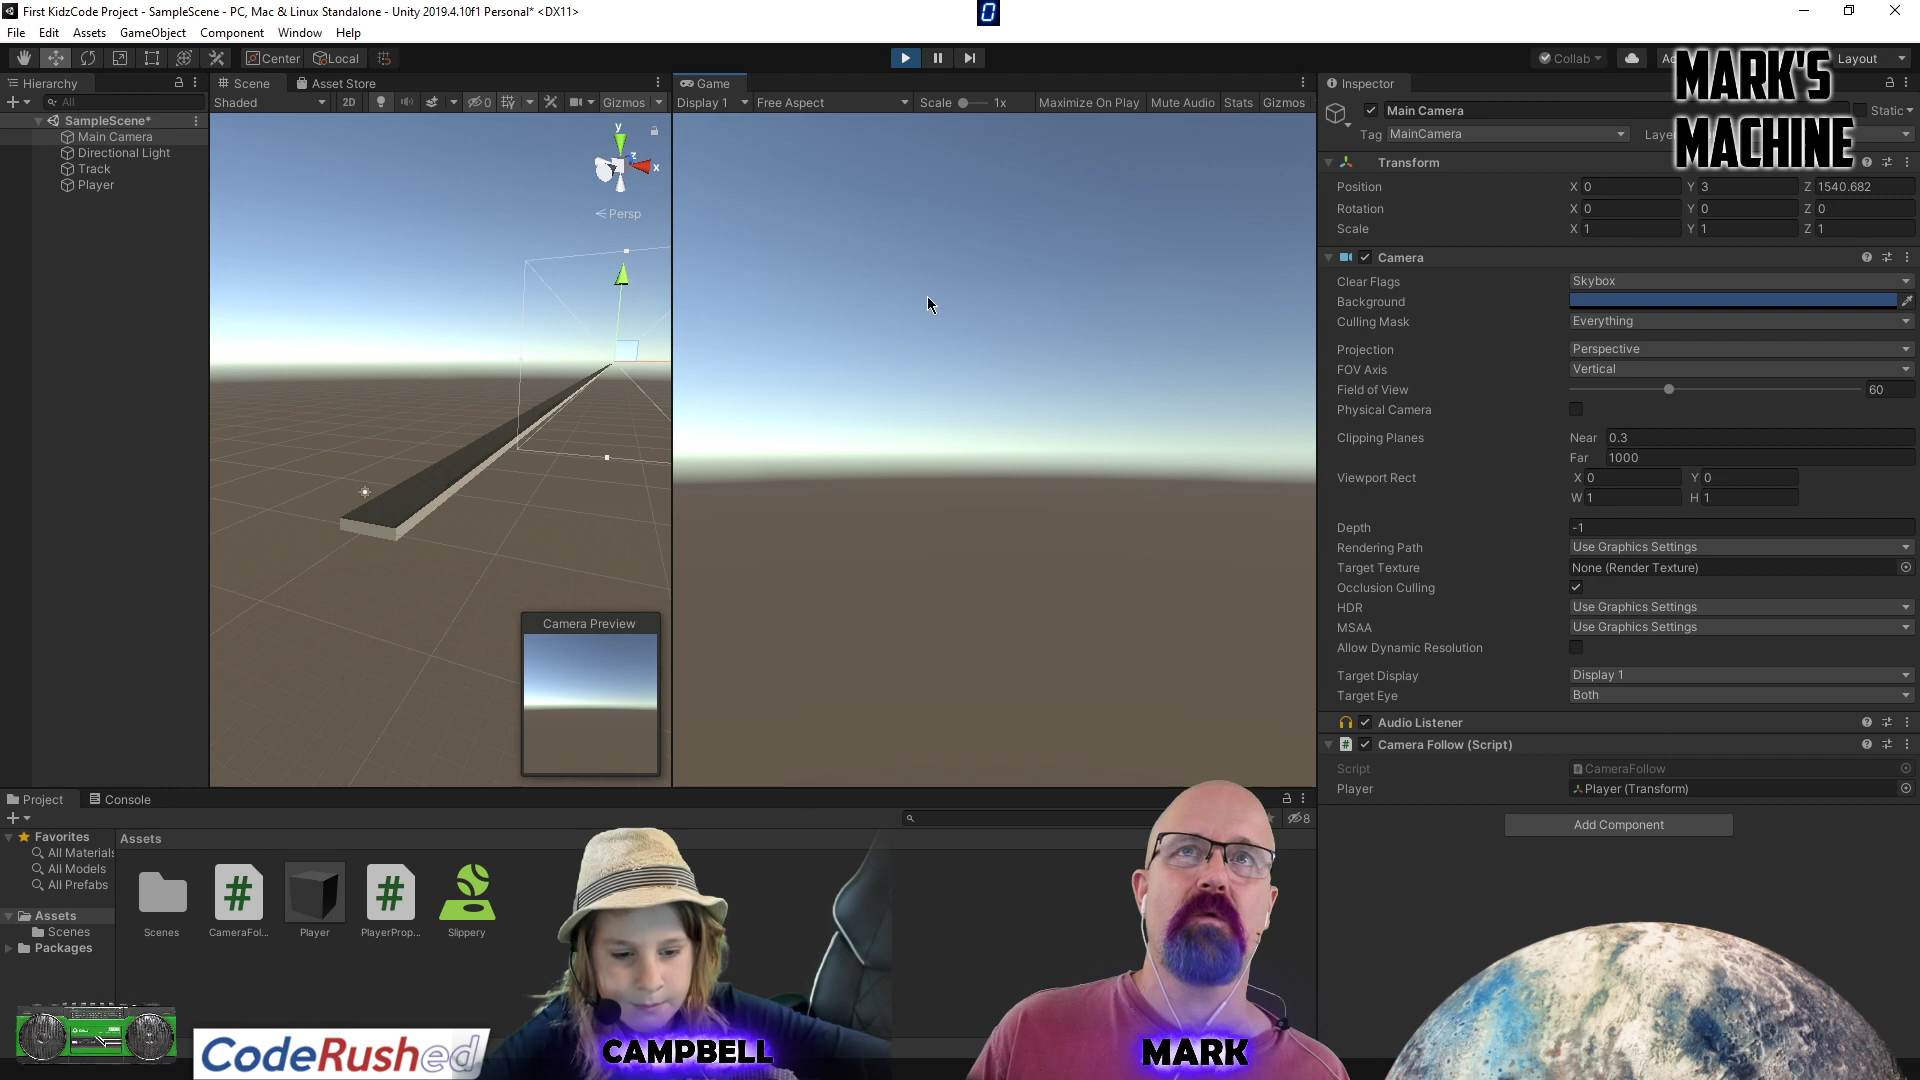 First KidzCode Project - SampleScene - PC, Mac & Linux Standalone - Unity 2019.4.10f1 Personal* <DX11>
0
File Edit Assets GameObject Component Window Help
Center Local
Collab
Layout
MARK'S
MACHINE
Hierarchy
All
SampleScene*
Main Camera
Directional Light
Track
Player
Scene Asset Store
Shaded 2D 0 Gizmos
y
z
x
Persp
Camera Preview
Game
Display 1 Free Aspect Scale 1x Maximize On Play Mute Audio Stats Gizmos
Inspector
Main Camera Static
Tag MainCamera
Transform
Position X 0 Y 3 Z 1540.682
Rotation X 0 Y 0 Z 0
Scale X 1 Y 1 Z 1
Camera
Clear Flags Skybox
Background
Culling Mask Everything
Projection Perspective
FOV Axis Vertical
Field of View 60
Physical Camera
Clipping Planes Near 0.3
Far 1000
Viewport Rect X 0 Y 0
W 1 H 1
Depth -1
Rendering Path Use Graphics Settings
Target Texture None (Render Texture)
Occlusion Culling
HDR Use Graphics Settings
MSAA Use Graphics Settings
Allow Dynamic Resolution
Target Display Display 1
Target Eye Both
Audio Listener
Camera Follow (Script)
Script CameraFollow
Player Player (Transform)
Add Component
Project Console
8
Favorites
All Materials
All Models
All Prefabs
Assets
Scenes
Packages
Assets
Scenes
CameraFol...
Player
PlayerProp...
Slippery
CodeRushed
CAMPBELL
MARK